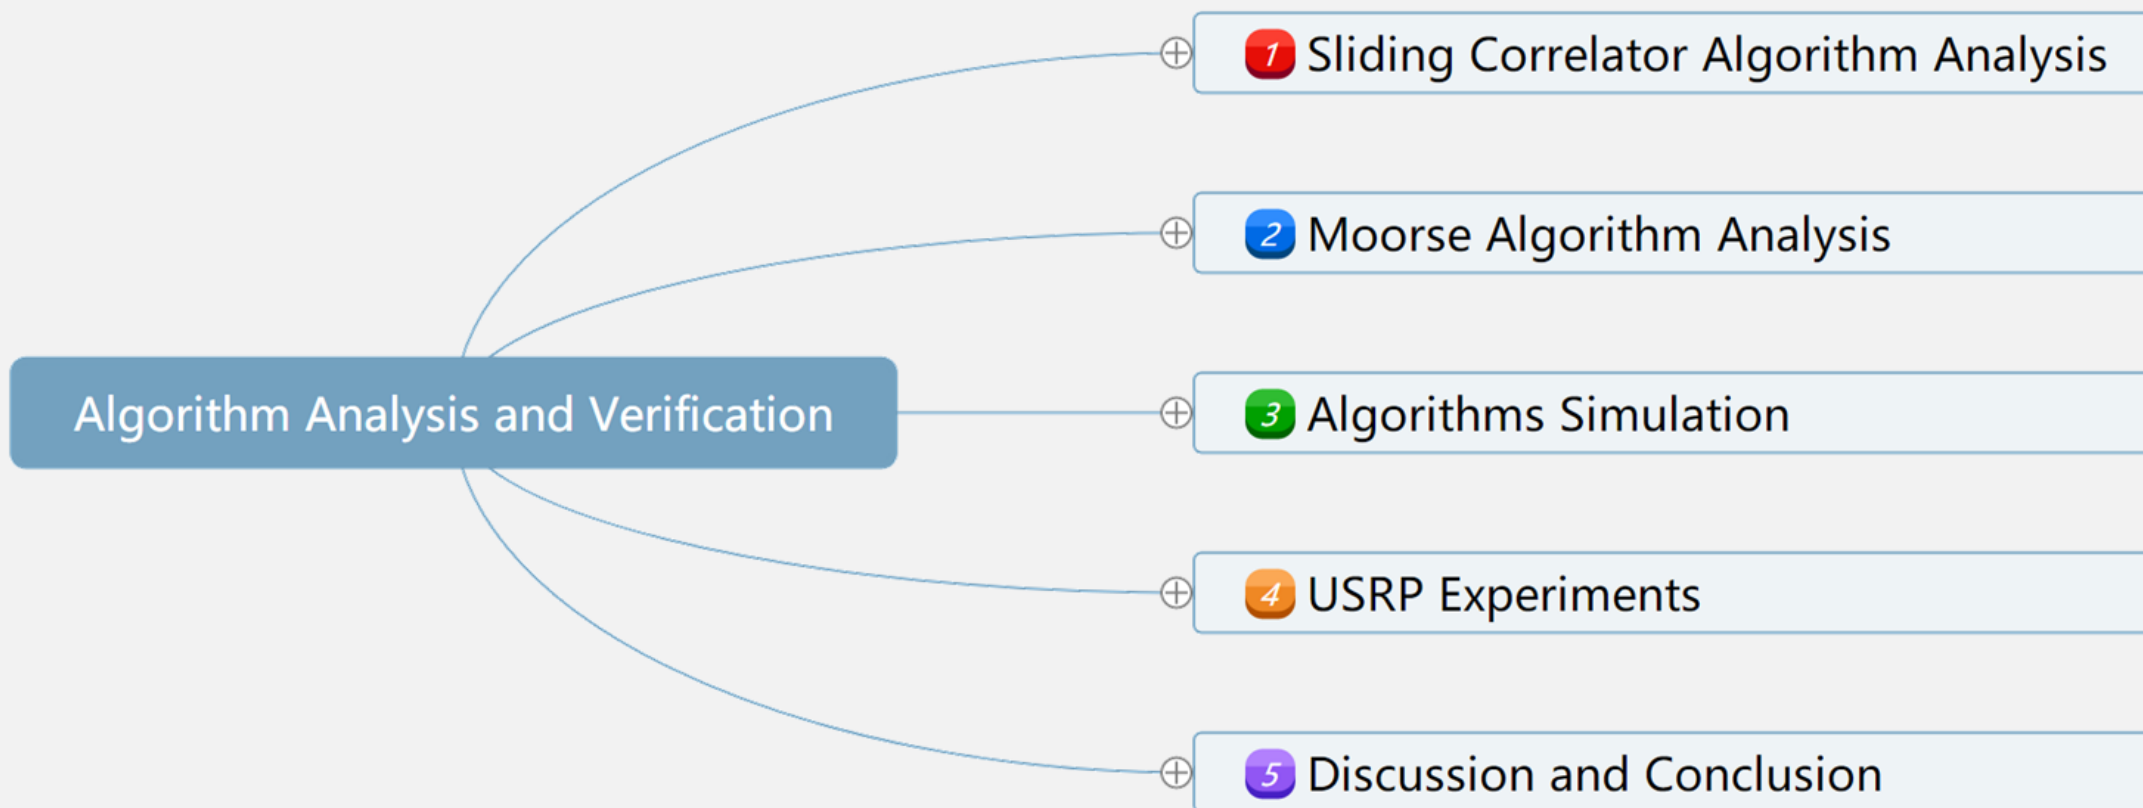 1 Sliding Correlator Algorithm Analysis
2 Moorse Algorithm Analysis
Algorithm Analysis and Verification
3 Algorithms Simulation
4 USRP Experiments
5 Discussion and Conclusion